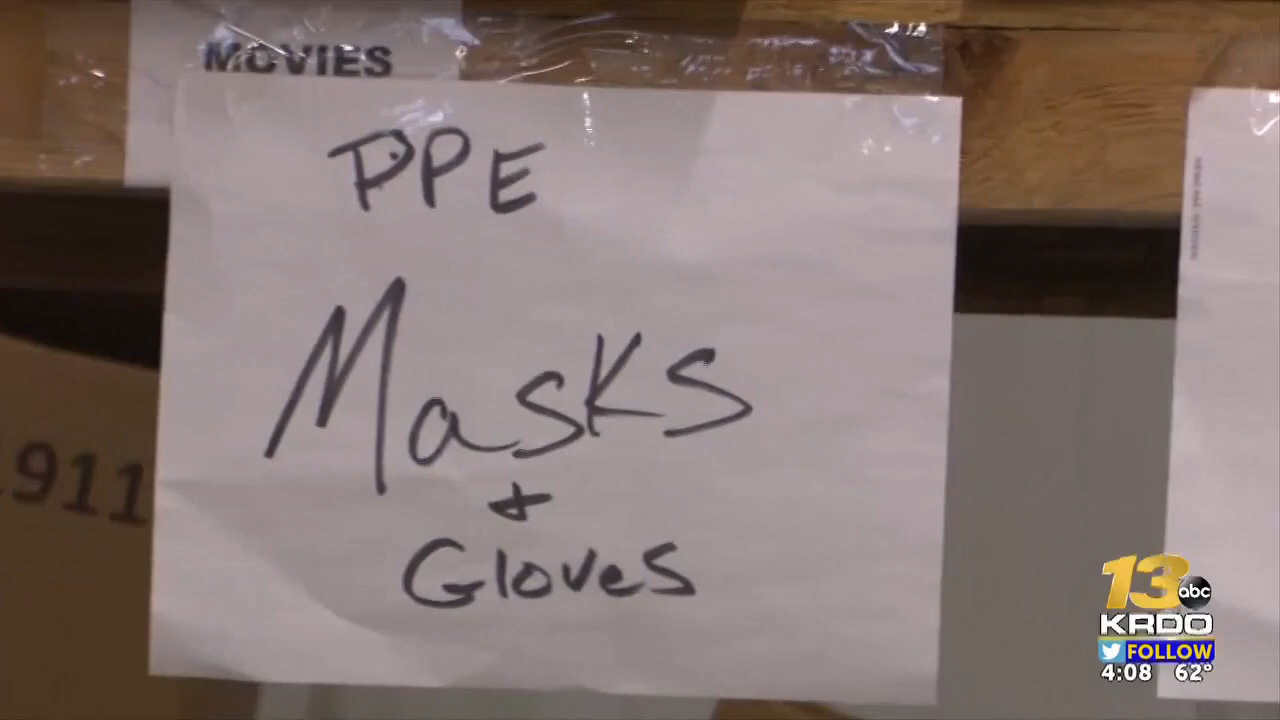 MOVIES
PPE
Masks
+
Gloves
911
13 abc
KRDO
FOLLOW
4:08 62°